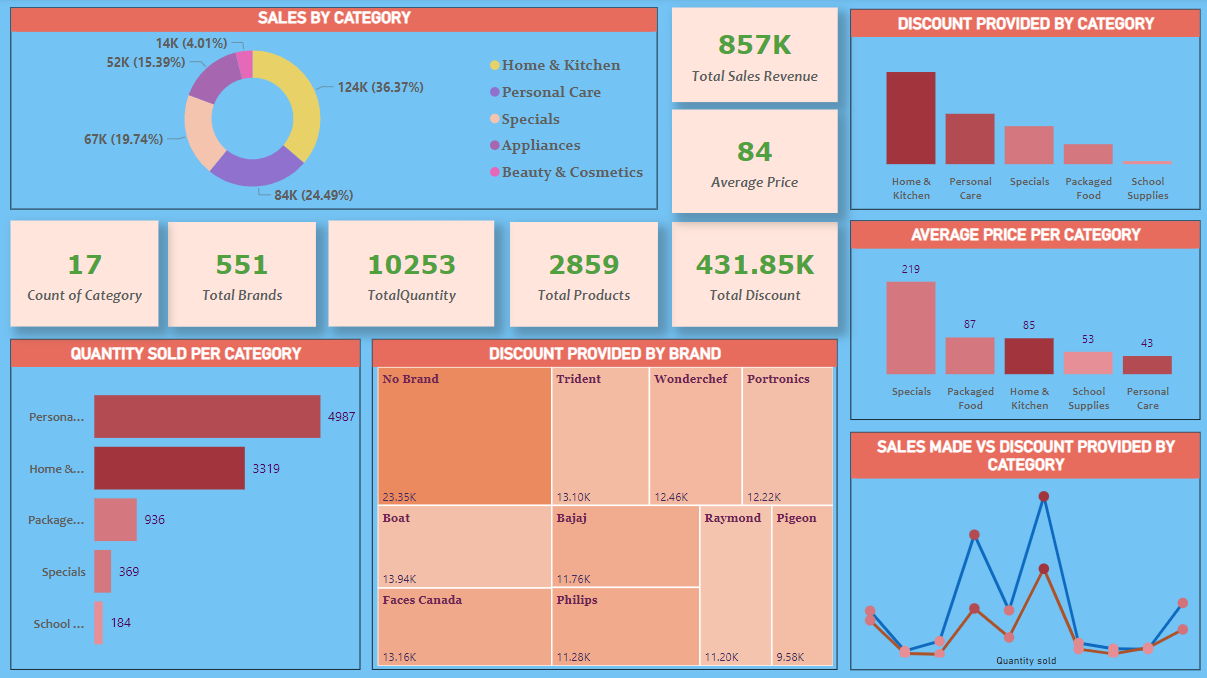 SALES BY CATEGORY
14K (4.01%)
52K (15.39%)
124K (36.37%)
67K (19.74%)
84K (24.49%)
Home & Kitchen
Personal Care
Specials
Appliances
Beauty & Cosmetics
857K
Total Sales Revenue
84
Average Price
DISCOUNT PROVIDED BY CATEGORY
Home &
Kitchen
Personal
Care
Specials
Packaged
Food
School
Supplies
17
Count of Category
551
Total Brands
10253
TotalQuantity
2859
Total Products
431.85K
Total Discount
AVERAGE PRICE PER CATEGORY
219
87
85
53
43
Specials
Packaged
Food
Home &
Kitchen
School
Supplies
Personal
Care
QUANTITY SOLD PER CATEGORY
Persona... 4987
Home &... 3319
Package... 936
Specials 369
School ... 184
DISCOUNT PROVIDED BY BRAND
No Brand
23.35K
Trident
13.10K
Wonderchef
12.46K
Portronics
12.22K
Boat
13.94K
Bajaj
11.76K
Raymond
11.20K
Pigeon
9.58K
Faces Canada
13.16K
Philips
11.28K
SALES MADE VS DISCOUNT PROVIDED BY
CATEGORY
Quantity sold